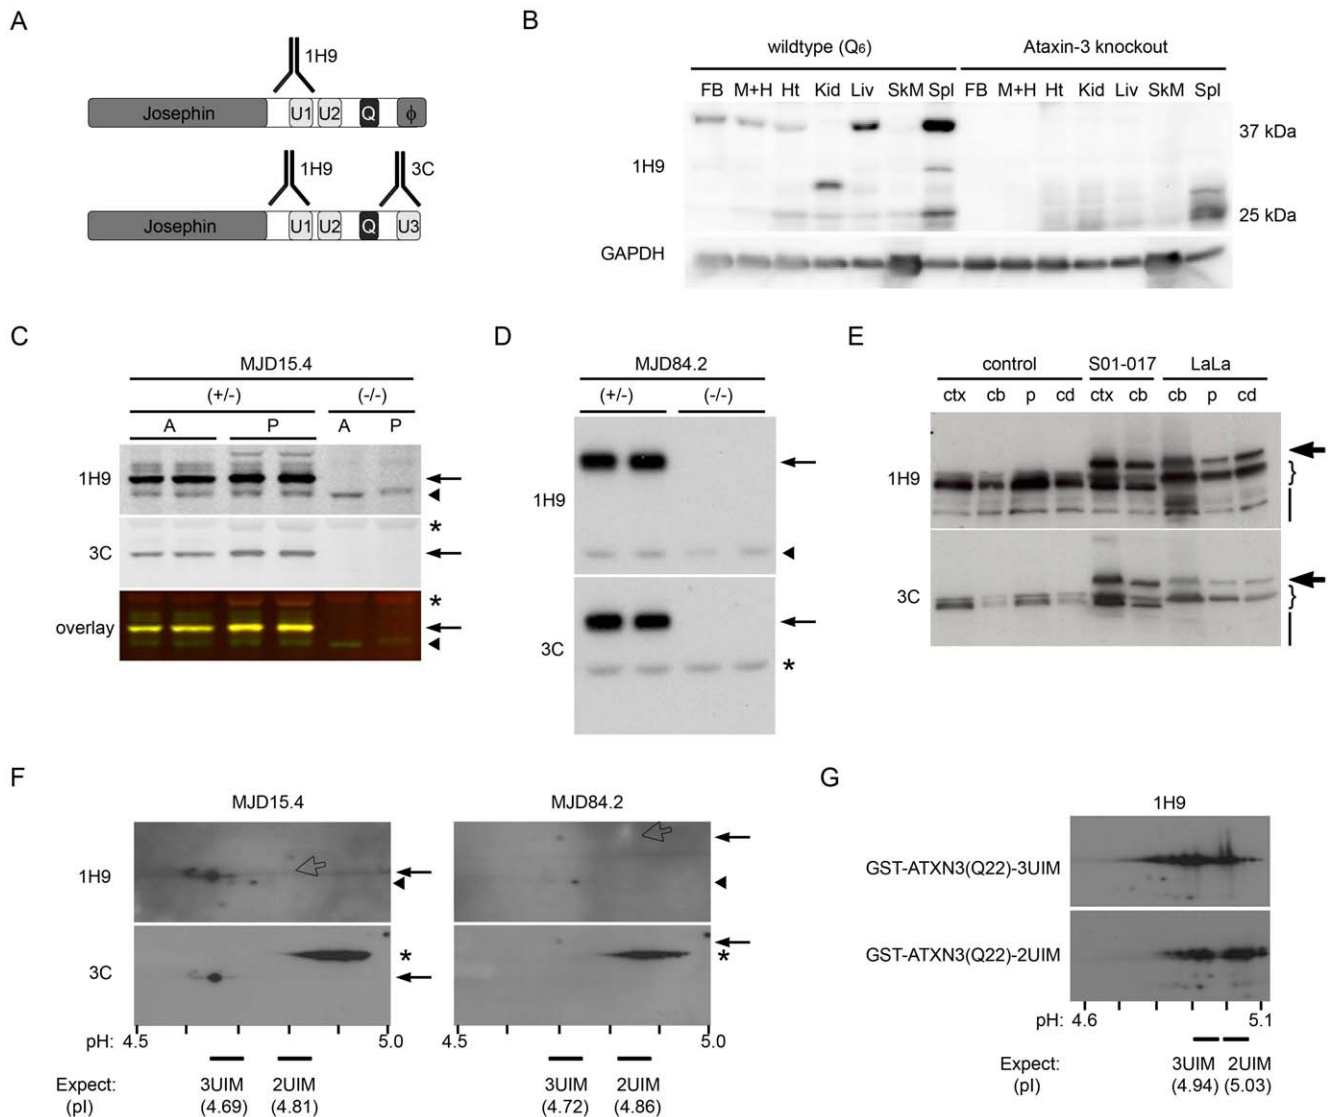 A
1H9
Josephin U1 U2 Q ϕ
1H9 3C
Josephin U1 U2 Q U3
B
wildtype (Q6) Ataxin-3 knockout
FB M+H Ht Kid Liv SkM Spl FB M+H Ht Kid Liv SkM Spl
37 kDa
1H9
25 kDa
GAPDH
C
MJD15.4
(+/-) (-/-)
A P A P
1H9
*
3C
*
overlay
D
MJD84.2
(+/-) (-/-)
1H9
3C
*
E
control S01-017 LaLa
ctx cb p cd ctx cb cb p cd
1H9 }
3C }
F
MJD15.4 MJD84.2
1H9
* *
3C
pH: 4.5 5.0 4.5 5.0
Expect: 3UIM 2UIM 3UIM 2UIM
(pI) (4.69) (4.81) (4.72) (4.86)
G
1H9
GST-ATXN3(Q22)-3UIM
GST-ATXN3(Q22)-2UIM
pH: 4.6 5.1
Expect: 3UIM 2UIM
(pI) (4.94) (5.03)